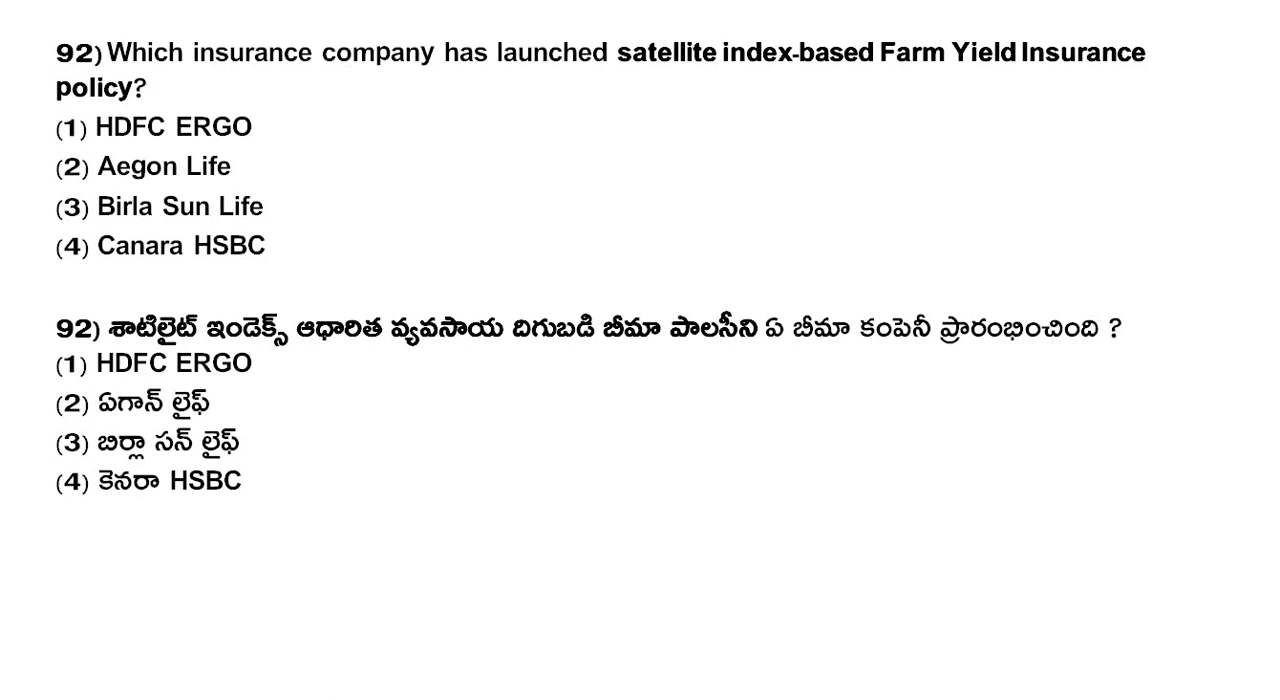 92) Which insurance company has launched satellite index-based Farm Yield Insurance
policy?
(1) HDFC ERGO
(2) Aegon Life
(3) Birla Sun Life
(4) Canara HSBC
92) శాటిలైట్ ఇండెక్స్ ఆధారిత వ్యవసాయ దిగుబడి బీమా పాలసీని ఏ బీమా కంపెనీ ప్రారంభించింది ?
(1) HDFC ERGO
(2) ఏగాన్ లైఫ్
(3) బిర్లా సన్ లైఫ్
(4) కెనరా HSBC